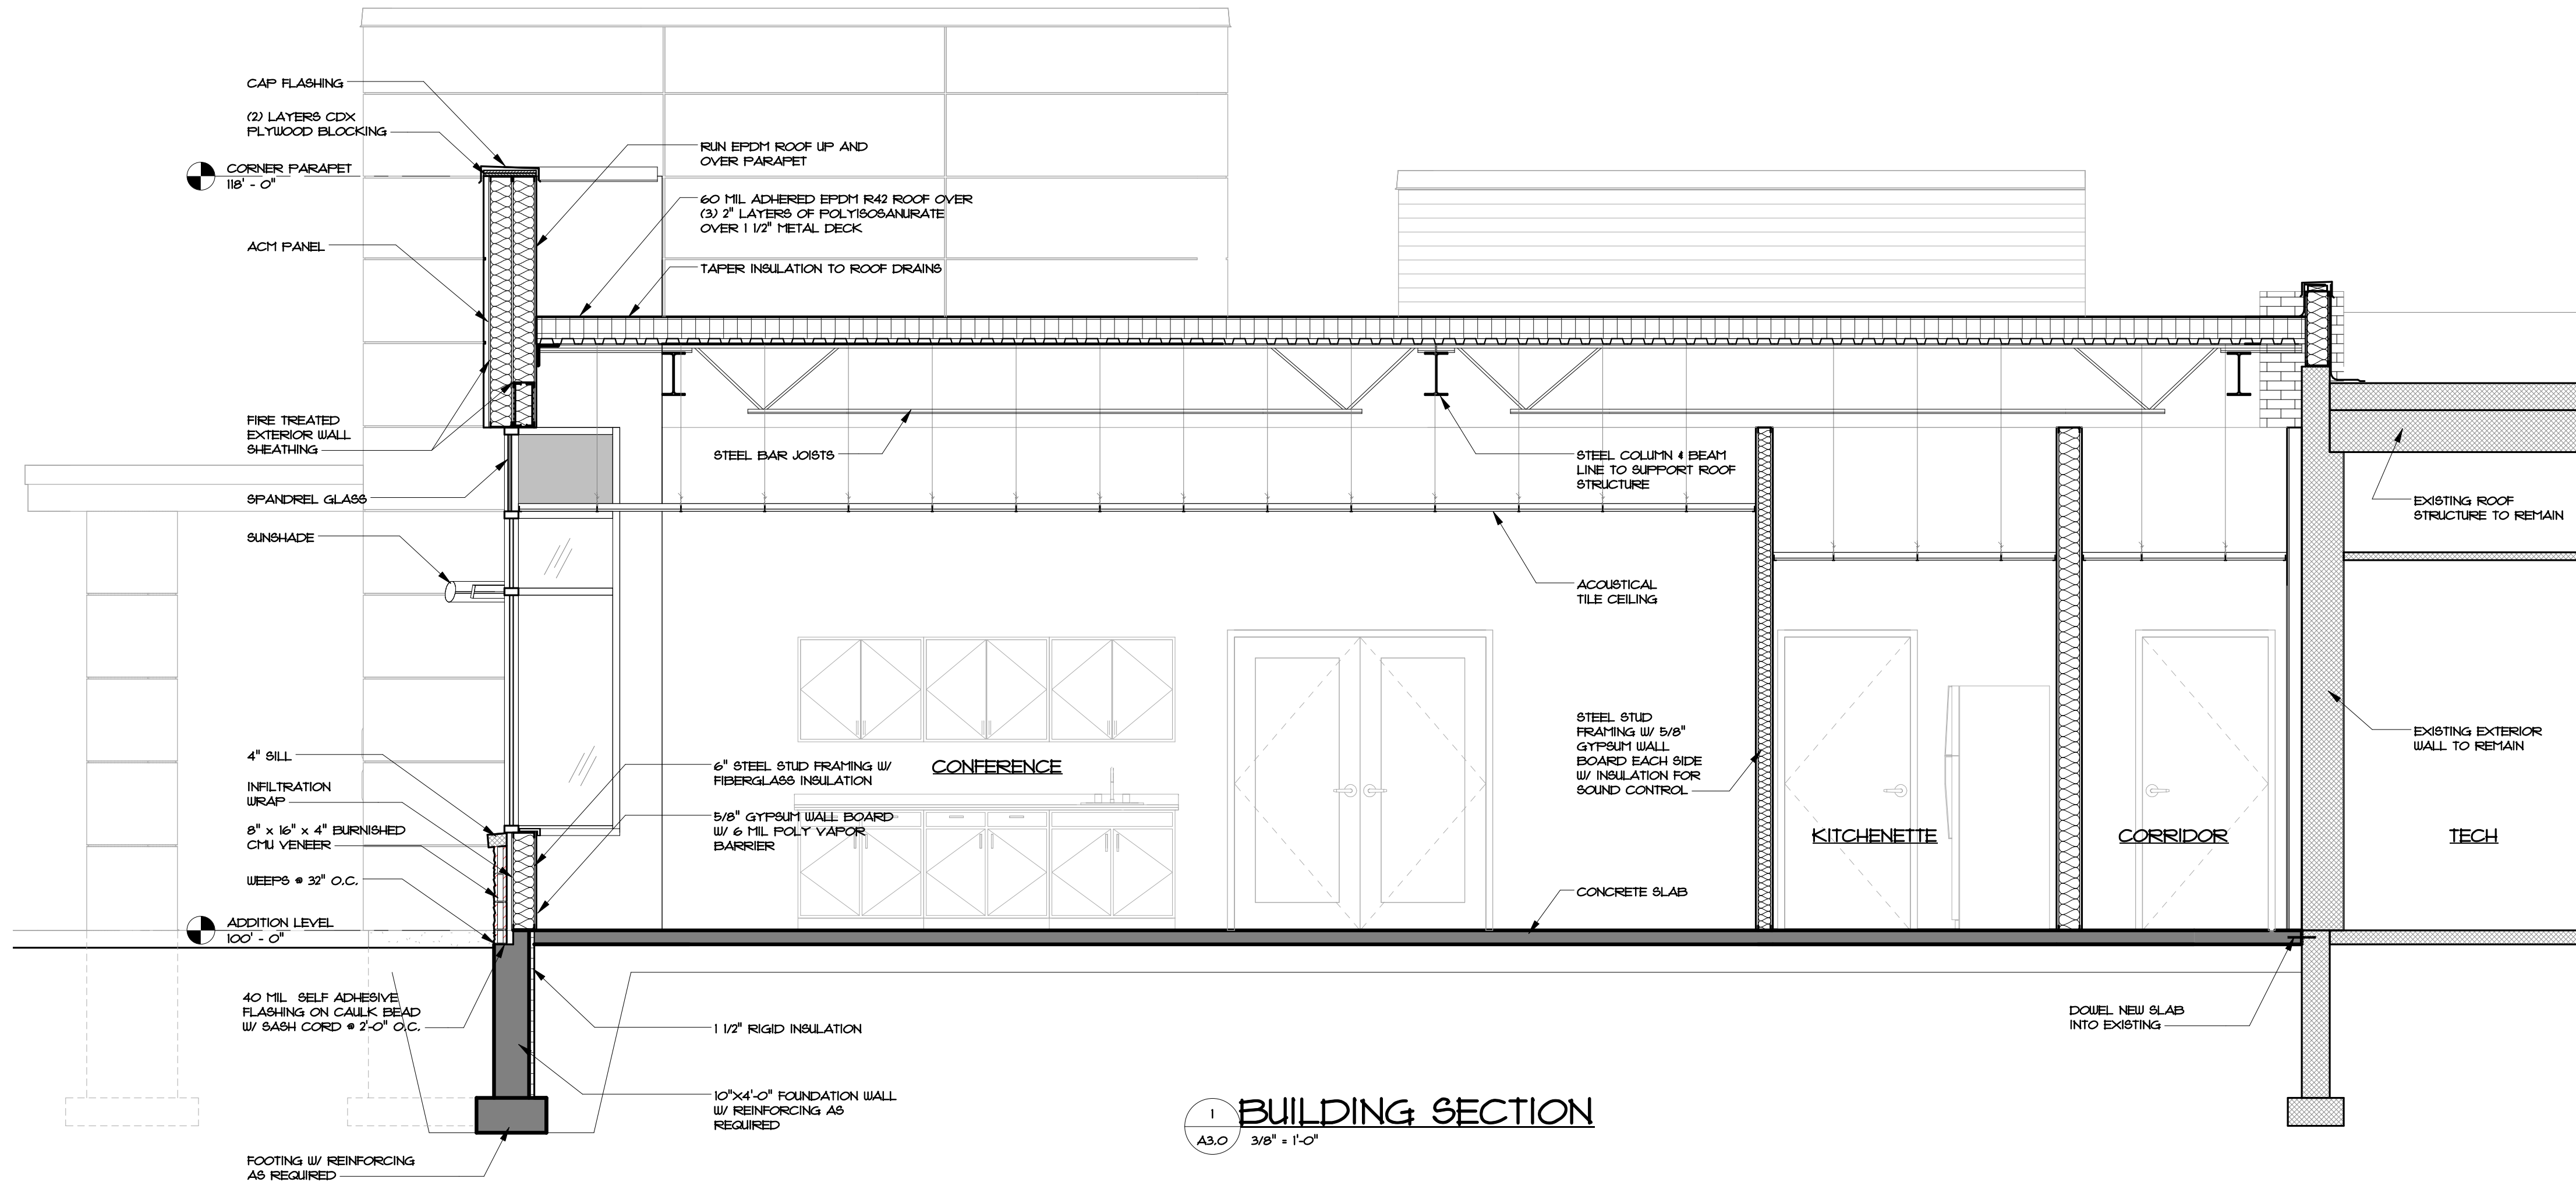 CAP FLASHING
(2) LAYERS CDX
PLYWOOD BLOCKING
CORNER PARAPET
118' - 0"
ACM PANEL
FIRE TREATED
EXTERIOR WALL
SHEATHING
SPANDREL GLASS
SUNSHADE
4" SILL
INFILTRATION
WRAP
8" x 16" x 4" BURNISHED
CMU VENEER
WEEPS @ 32" O.C.
ADDITION LEVEL
100' - 0"
40 MIL SELF ADHESIVE
FLASHING ON CAULK BEAD
W/ SASH CORD @ 2'-0" O.C.
FOOTING W/ REINFORCING
AS REQUIRED
RUN EPDM ROOF UP AND
OVER PARAPET
60 MIL ADHERED EPDM R42 ROOF OVER
(3) 2" LAYERS OF POLYISOSANURATE
OVER 1 1/2" METAL DECK
TAPER INSULATION TO ROOF DRAINS
STEEL BAR JOISTS
6" STEEL STUD FRAMING W/
FIBERGLASS INSULATION
5/8" GYPSUM WALL BOARD
W/ 6 MIL POLY VAPOR
BARRIER
1 1/2" RIGID INSULATION
10"X4'-0" FOUNDATION WALL
W/ REINFORCING AS
REQUIRED
CONFERENCE
STEEL COLUMN & BEAM
LINE TO SUPPORT ROOF
STRUCTURE
ACOUSTICAL
TILE CEILING
STEEL STUD
FRAMING W/ 5/8"
GYPSUM WALL
BOARD EACH SIDE
W/ INSULATION FOR
SOUND CONTROL
CONCRETE SLAB
KITCHENETTE
CORRIDOR
TECH
EXISTING ROOF
STRUCTURE TO REMAIN
EXISTING EXTERIOR
WALL TO REMAIN
DOWEL NEW SLAB
INTO EXISTING
1
A3.0
BUILDING SECTION
3/8" = 1'-0"